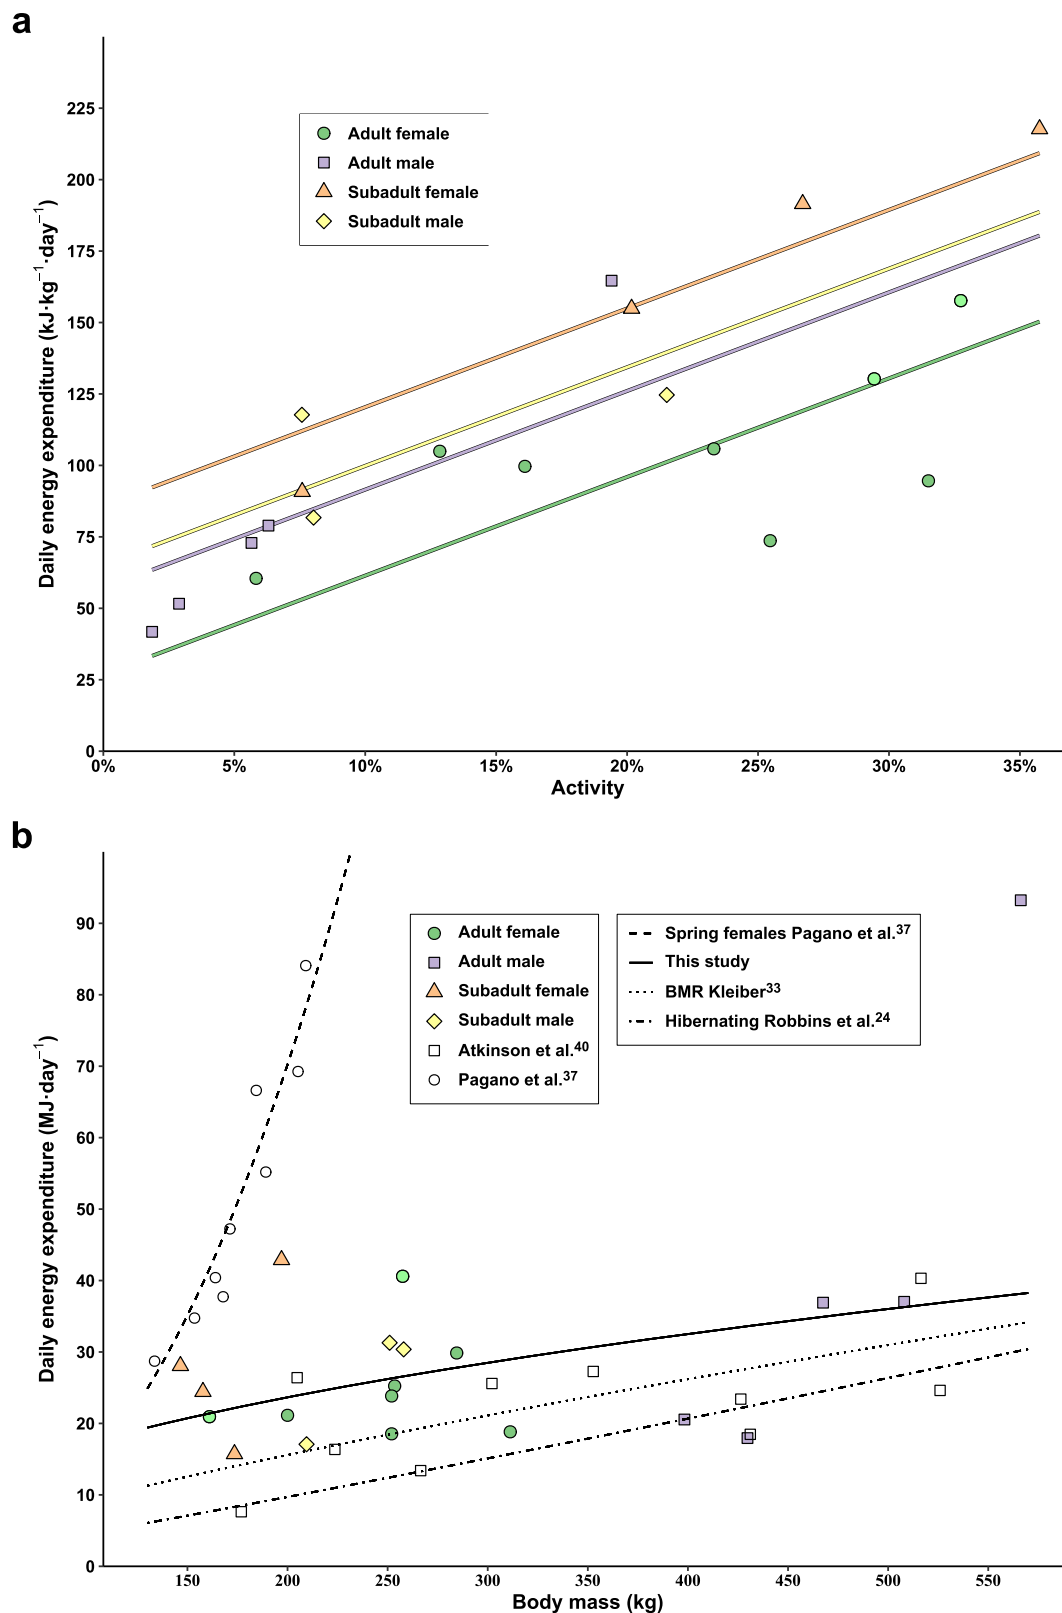 a
Daily energy expenditure (kJ·kg⁻¹·day⁻¹)
225
200
175
150
125
100
75
50
25
0
Adult female
Adult male
Subadult female
Subadult male
0% 5% 10% 15% 20% 25% 30% 35%
Activity
b
Daily energy expenditure (MJ·day⁻¹)
90
80
70
60
50
40
30
20
10
0
Adult female
Adult male
Subadult female
Subadult male
Atkinson et al.⁴⁰
Pagano et al.³⁷
Spring females Pagano et al.³⁷
This study
BMR Kleiber³³
Hibernating Robbins et al.²⁴
150 200 250 300 350 400 450 500 550
Body mass (kg)